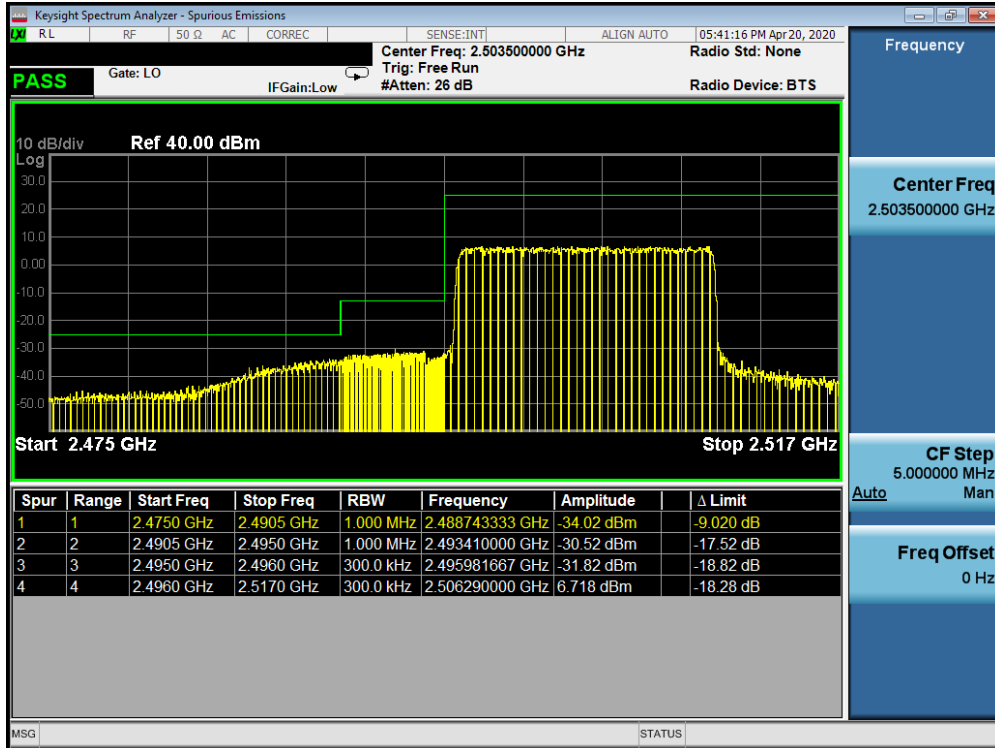 Keysight Spectrum Analyzer - Spurious Emissions
LXI RL RF 50 Ω AC CORREC SENSE:INT ALIGN AUTO 05:41:16 PM Apr 20, 2020
Center Freq: 2.503500000 GHz Radio Std: None
PASS Gate: LO Trig: Free Run
IFGain:Low #Atten: 26 dB Radio Device: BTS
10 dB/div Ref 40.00 dBm
Log
30.0
20.0
10.0
0.00
-10.0
-20.0
-30.0
-40.0
-50.0
Start 2.475 GHz Stop 2.517 GHz
Spur Range Start Freq Stop Freq RBW Frequency Amplitude Δ Limit
1 1 2.4750 GHz 2.4905 GHz 1.000 MHz 2.488743333 GHz -34.02 dBm -9.020 dB
2 2 2.4905 GHz 2.4950 GHz 1.000 MHz 2.493410000 GHz -30.52 dBm -17.52 dB
3 3 2.4950 GHz 2.4960 GHz 300.0 kHz 2.495981667 GHz -31.82 dBm -18.82 dB
4 4 2.4960 GHz 2.5170 GHz 300.0 kHz 2.506290000 GHz 6.718 dBm -18.28 dB
MSG STATUS
Frequency
Center Freq
2.503500000 GHz
CF Step
5.000000 MHz
Auto Man
Freq Offset
0 Hz